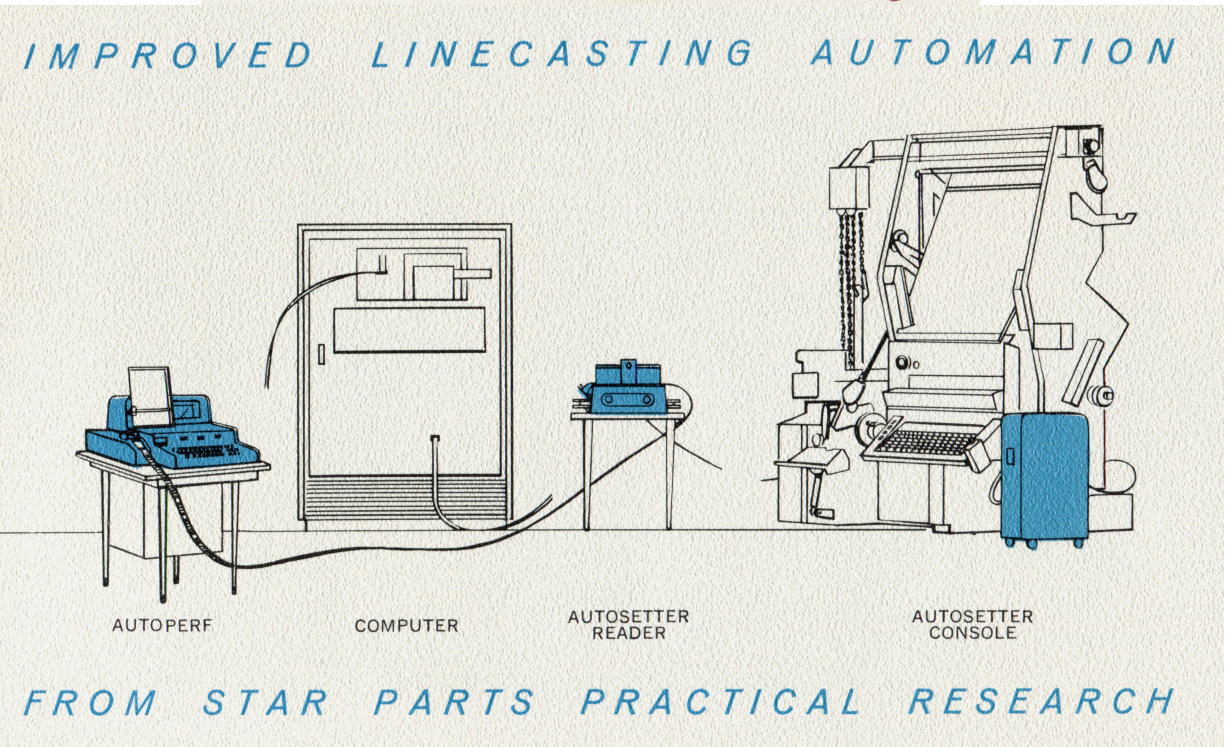 IMPROVED LINECASTING AUTOMATION
AUTOPERF
COMPUTER
AUTOSETTER
READER
AUTOSETTER
CONSOLE
FROM STAR PARTS PRACTICAL RESEARCH